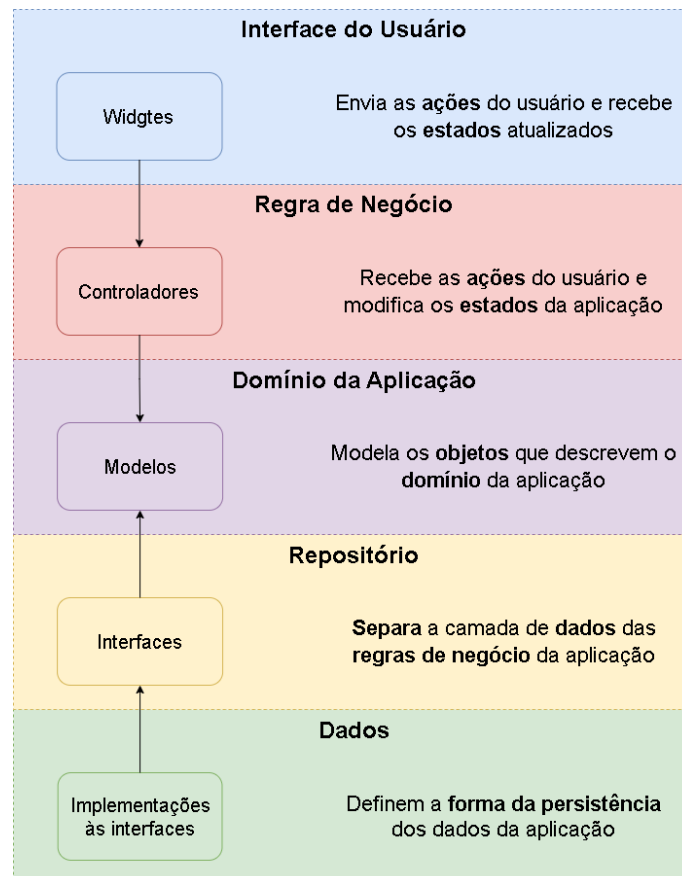 Interface do Usuário
Widgtes
Envia as ações do usuário e recebe
os estados atualizados
Regra de Negócio
Controladores
Recebe as ações do usuário e
modifica os estados da aplicação
Domínio da Aplicação
Modelos
Modela os objetos que descrevem o
domínio da aplicação
Repositório
Interfaces
Separa a camada de dados das
regras de negócio da aplicação
Dados
Implementações
às interfaces
Definem a forma da persistência
dos dados da aplicação